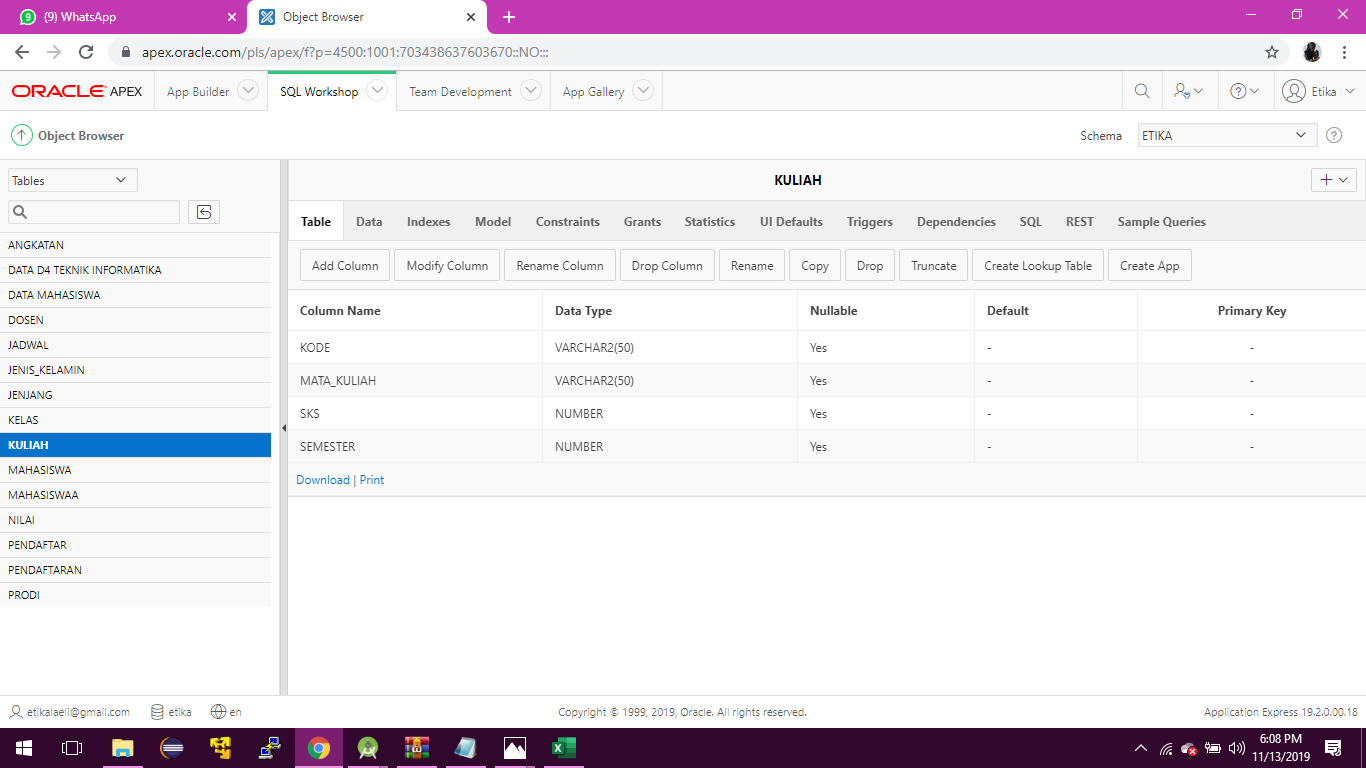 (9) WhatsApp Object Browser
apex.oracle.com/pls/apex/f?p=4500:1001:703438637603670::NO:::
ORACLE APEX App Builder SQL Workshop Team Development App Gallery Etika
Object Browser Schema ETIKA
Tables
KULIAH
Table Data Indexes Model Constraints Grants Statistics UI Defaults Triggers Dependencies SQL REST Sample Queries
Add Column Modify Column Rename Column Drop Column Rename Copy Drop Truncate Create Lookup Table Create App
ANGKATAN
DATA D4 TEKNIK INFORMATIKA
DATA MAHASISWA
DOSEN
JADWAL
JENIS_KELAMIN
JENJANG
KELAS
KULIAH
MAHASISWA
MAHASISWAA
NILAI
PENDAFTAR
PENDAFTARAN
PRODI
Column Name Data Type Nullable Default Primary Key
KODE VARCHAR2(50) Yes - -
MATA_KULIAH VARCHAR2(50) Yes - -
SKS NUMBER Yes - -
SEMESTER NUMBER Yes - -
Download | Print
etikalaeli@gmail.com etika en Copyright © 1999, 2019, Oracle. All rights reserved. Application Express 19.2.0.00.18
6:08 PM
11/13/2019